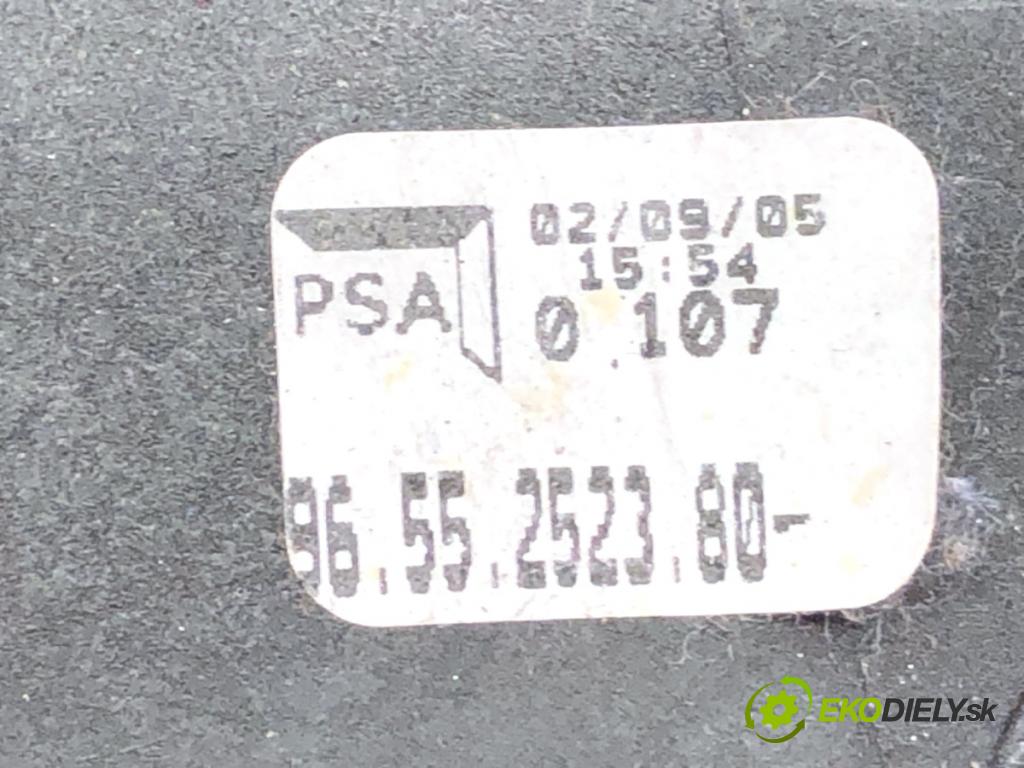 02/09/05
15:54
PSA
0 107
96.55.2523.80-
EKODIELY.sk